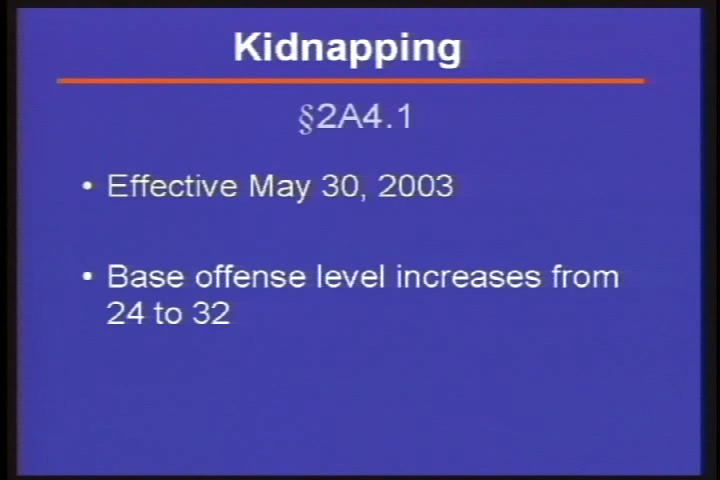 Kidnapping
§2A4.1
• Effective May 30, 2003
• Base offense level increases from
24 to 32